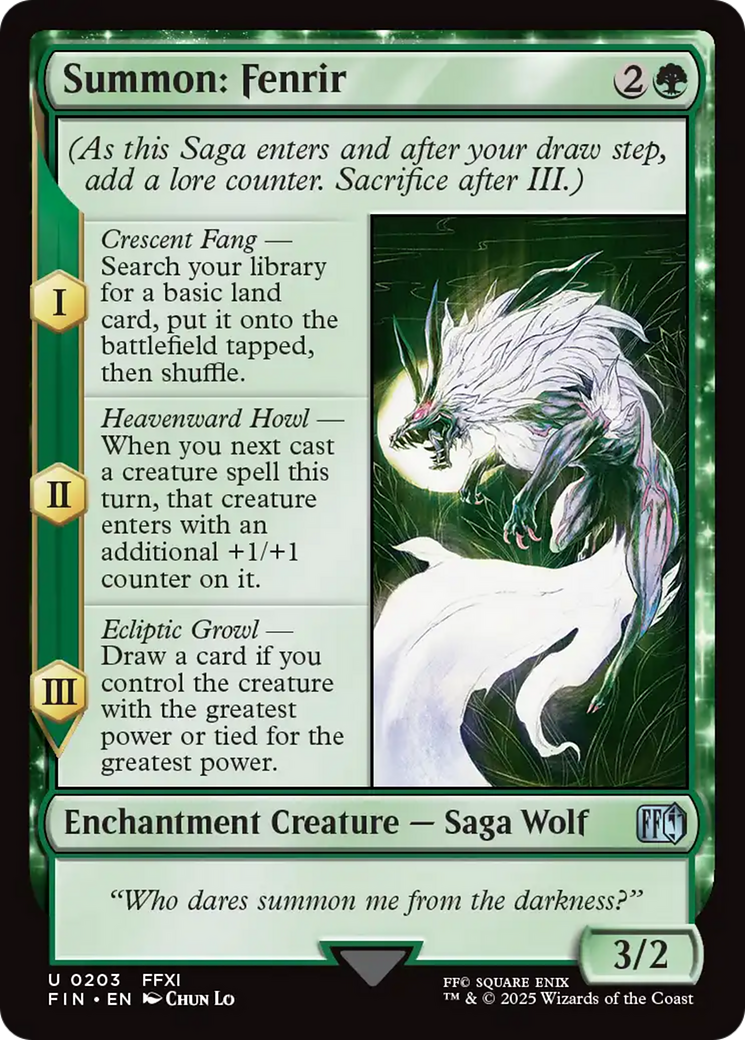 Summon: Fenrir 2
(As this Saga enters and after your draw step,
add a lore counter. Sacrifice after III.)
I
Crescent Fang —
Search your library
for a basic land
card, put it onto the
battlefield tapped,
then shuffle.
II
Heavenward Howl —
When you next cast
a creature spell this
turn, that creature
enters with an
additional +1/+1
counter on it.
III
Ecliptic Growl —
Draw a card if you
control the creature
with the greatest
power or tied for the
greatest power.
Enchantment Creature — Saga Wolf FF
"Who dares summon me from the darkness?"
3/2
U 0203 FFXI
FIN • EN Chun Lo
FF© SQUARE ENIX
™ & © 2025 Wizards of the Coast